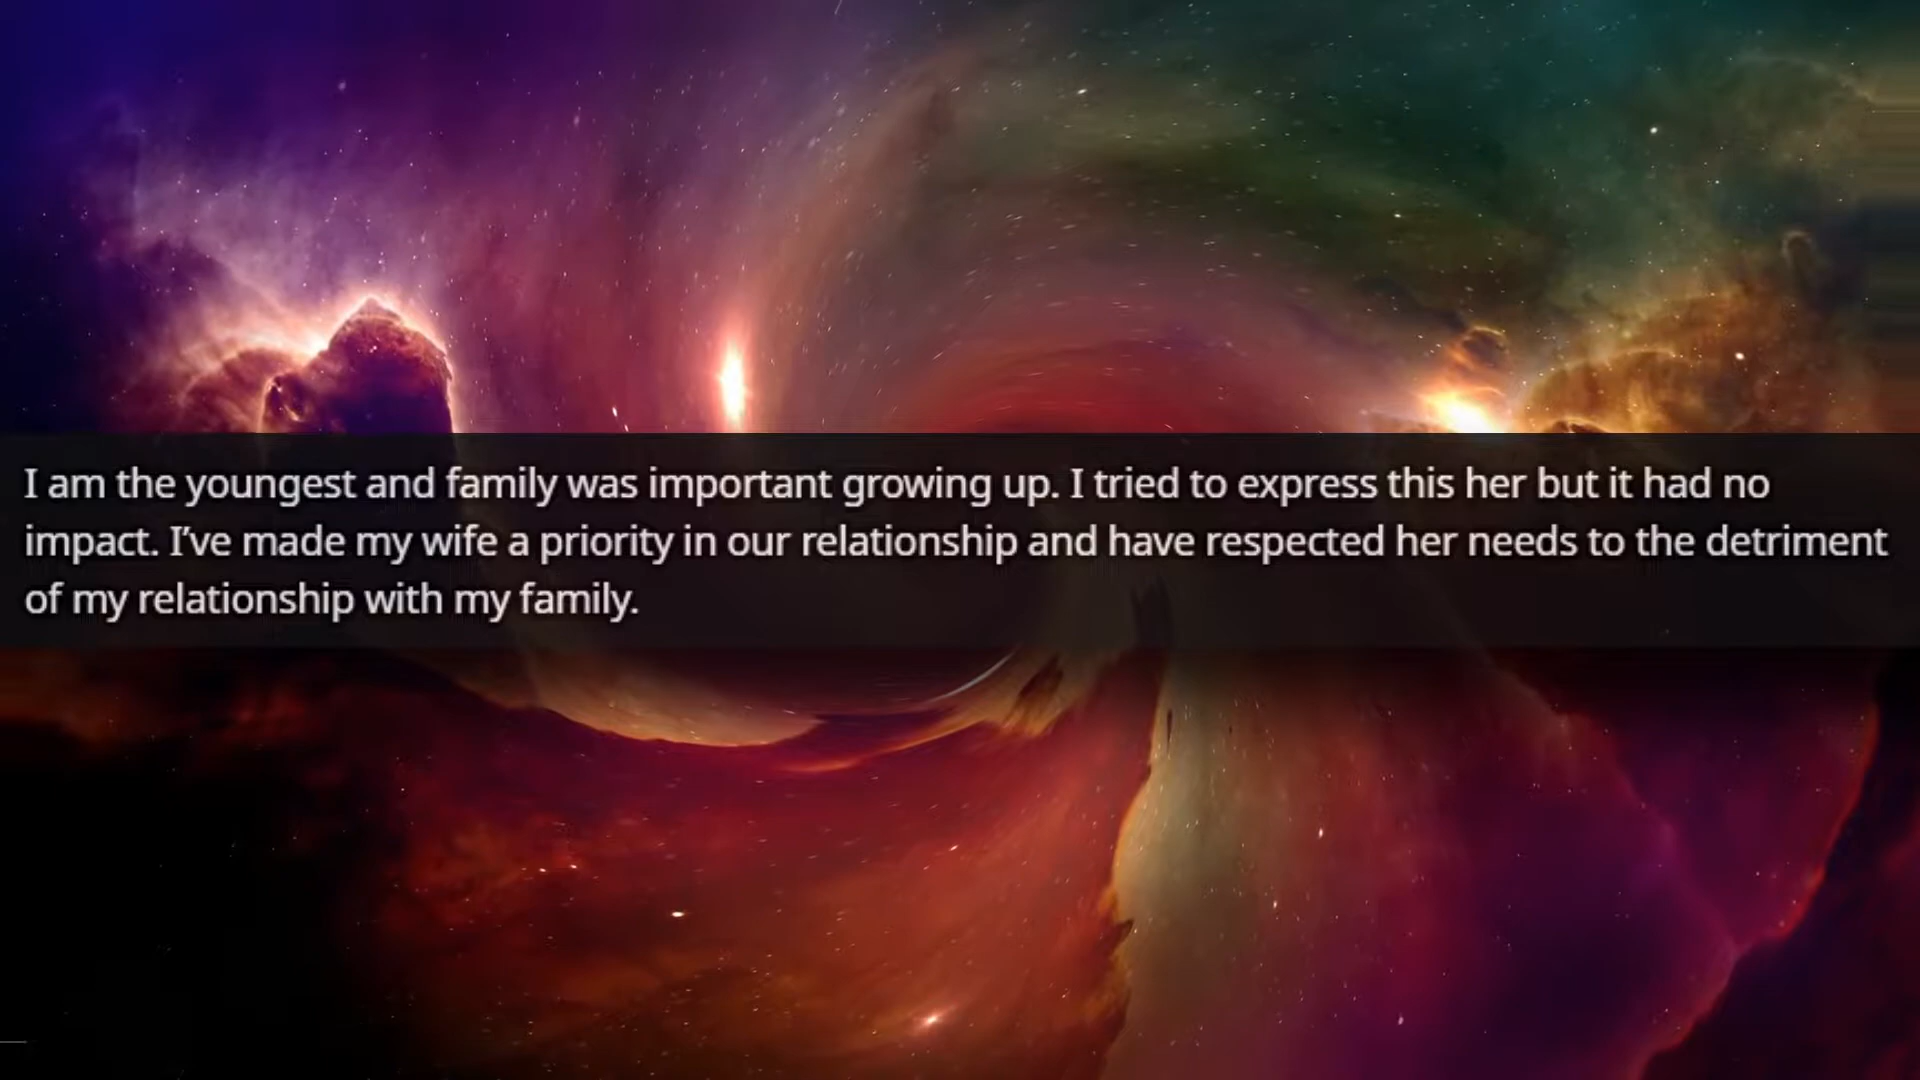 I am the youngest and family was important growing up. I tried to express this her but it had no
impact. I’ve made my wife a priority in our relationship and have respected her needs to the detriment
of my relationship with my family.